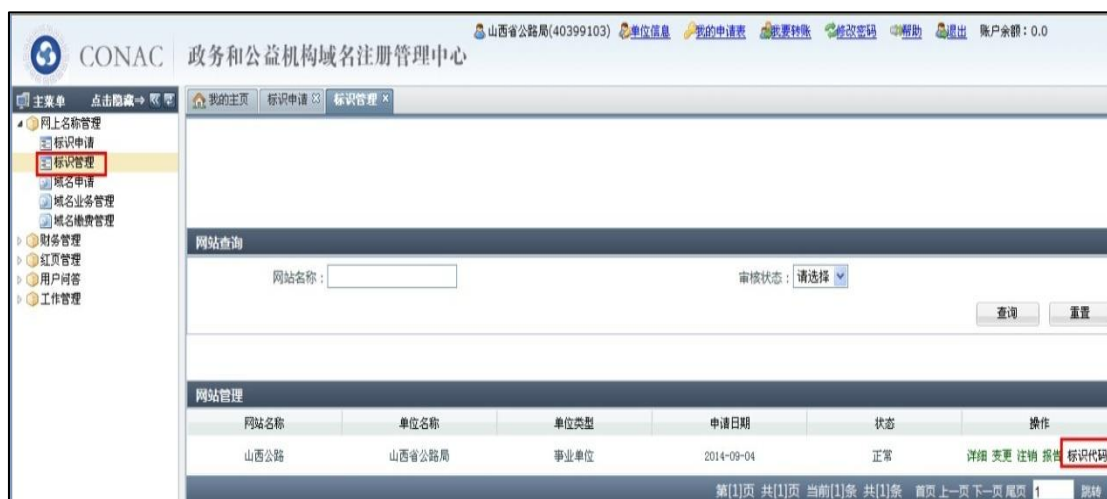 山西省公路局(40399103) 单位信息 我的申请表 我要转账 修改密码 帮助 退出 账户余额：0.0
CONAC 政务和公益机构域名注册管理中心
主菜单 点击隐藏⇒
我的主页 标识申请 标识管理
网上名称管理
标识申请
标识管理
域名申请
域名业务管理
域名缴费管理
财务管理
红页管理
用户问答
工作管理
网站查询
网站名称： 审核状态： 请选择
查询 重置
网站管理
网站名称 单位名称 单位类型 申请日期 状态 操作
山西公路 山西省公路局 事业单位 2014-09-04 正常 详细 变更 注销 报告 标识代码
第[1]页 共[1]页 当前[1]条 共[1]条 首页 上一页 下一页 尾页 1 跳转